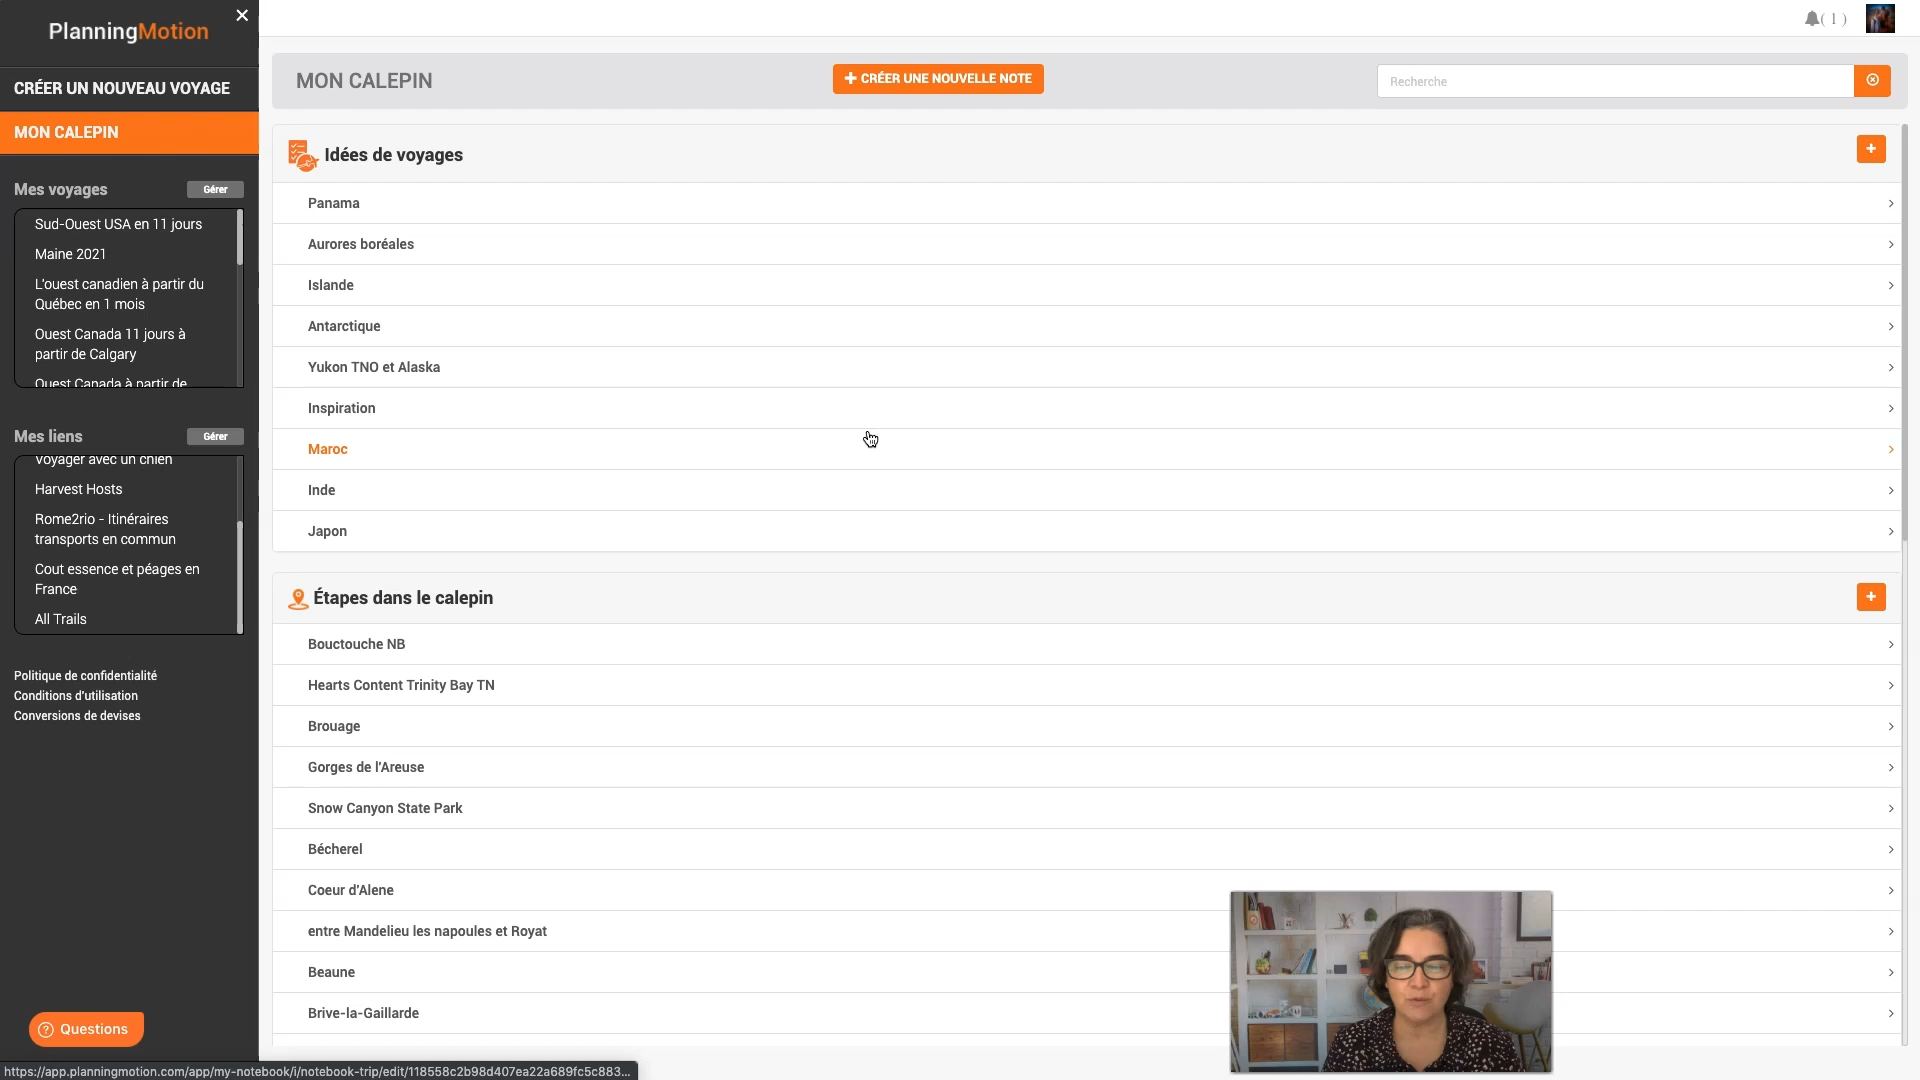 PlanningMotion
CRÉER UN NOUVEAU VOYAGE
MON CALEPIN
Mes voyages
Gérer
Sud-Ouest USA en 11 jours
Maine 2021
L'ouest canadien à partir du
Québec en 1 mois
Ouest Canada 11 jours à
partir de Calgary
Ouest Canada à partir de
Mes liens
Gérer
Voyager avec un chien
Harvest Hosts
Rome2rio - Itinéraires
transports en commun
Cout essence et péages en
France
All Trails
Politique de confidentialité
Conditions d'utilisation
Conversions de devises
Questions
https://app.planningmotion.com/app/my-notebook/i/notebook-trip/edit/118558c2b98d407ea22a689fc5c883...
( 1 )
MON CALEPIN
CRÉER UNE NOUVELLE NOTE
Recherche
Idées de voyages
Panama
Aurores boréales
Islande
Antarctique
Yukon TNO et Alaska
Inspiration
Maroc
Inde
Japon
Étapes dans le calepin
Bouctouche NB
Hearts Content Trinity Bay TN
Brouage
Gorges de l'Areuse
Snow Canyon State Park
Bécherel
Coeur d'Alene
entre Mandelieu les napoules et Royat
Beaune
Brive-la-Gaillarde